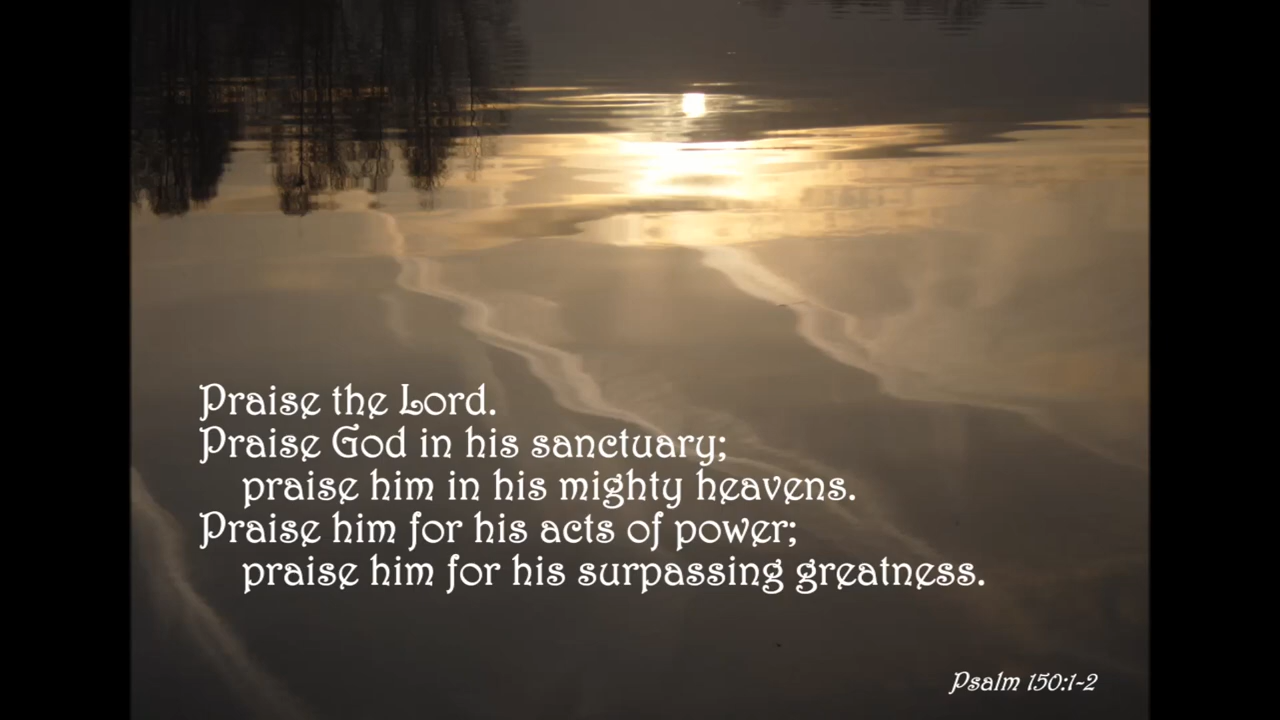 Praise the Lord.
Praise God in his sanctuary;
praise him in his mighty heavens.
Praise him for his acts of power;
praise him for his surpassing greatness.
Psalm 150:1-2